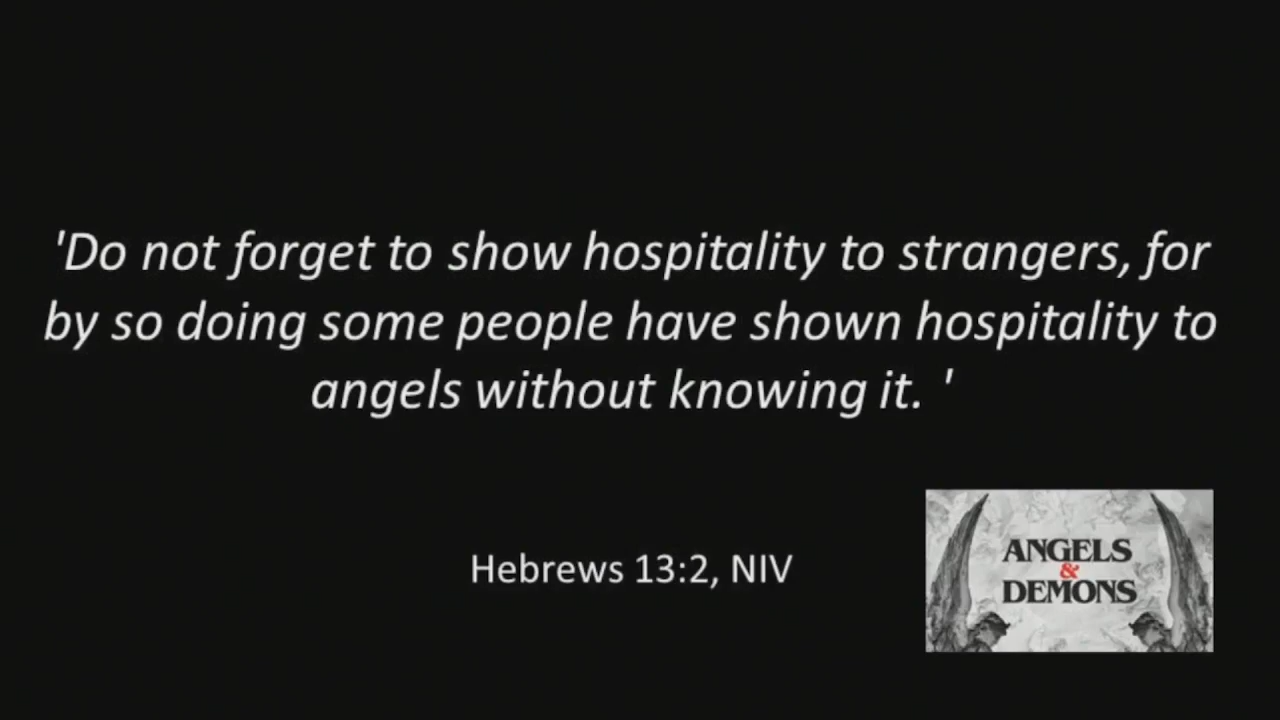 'Do not forget to show hospitality to strangers, for
by so doing some people have shown hospitality to
angels without knowing it. '
Hebrews 13:2, NIV
ANGELS
&
DEMONS